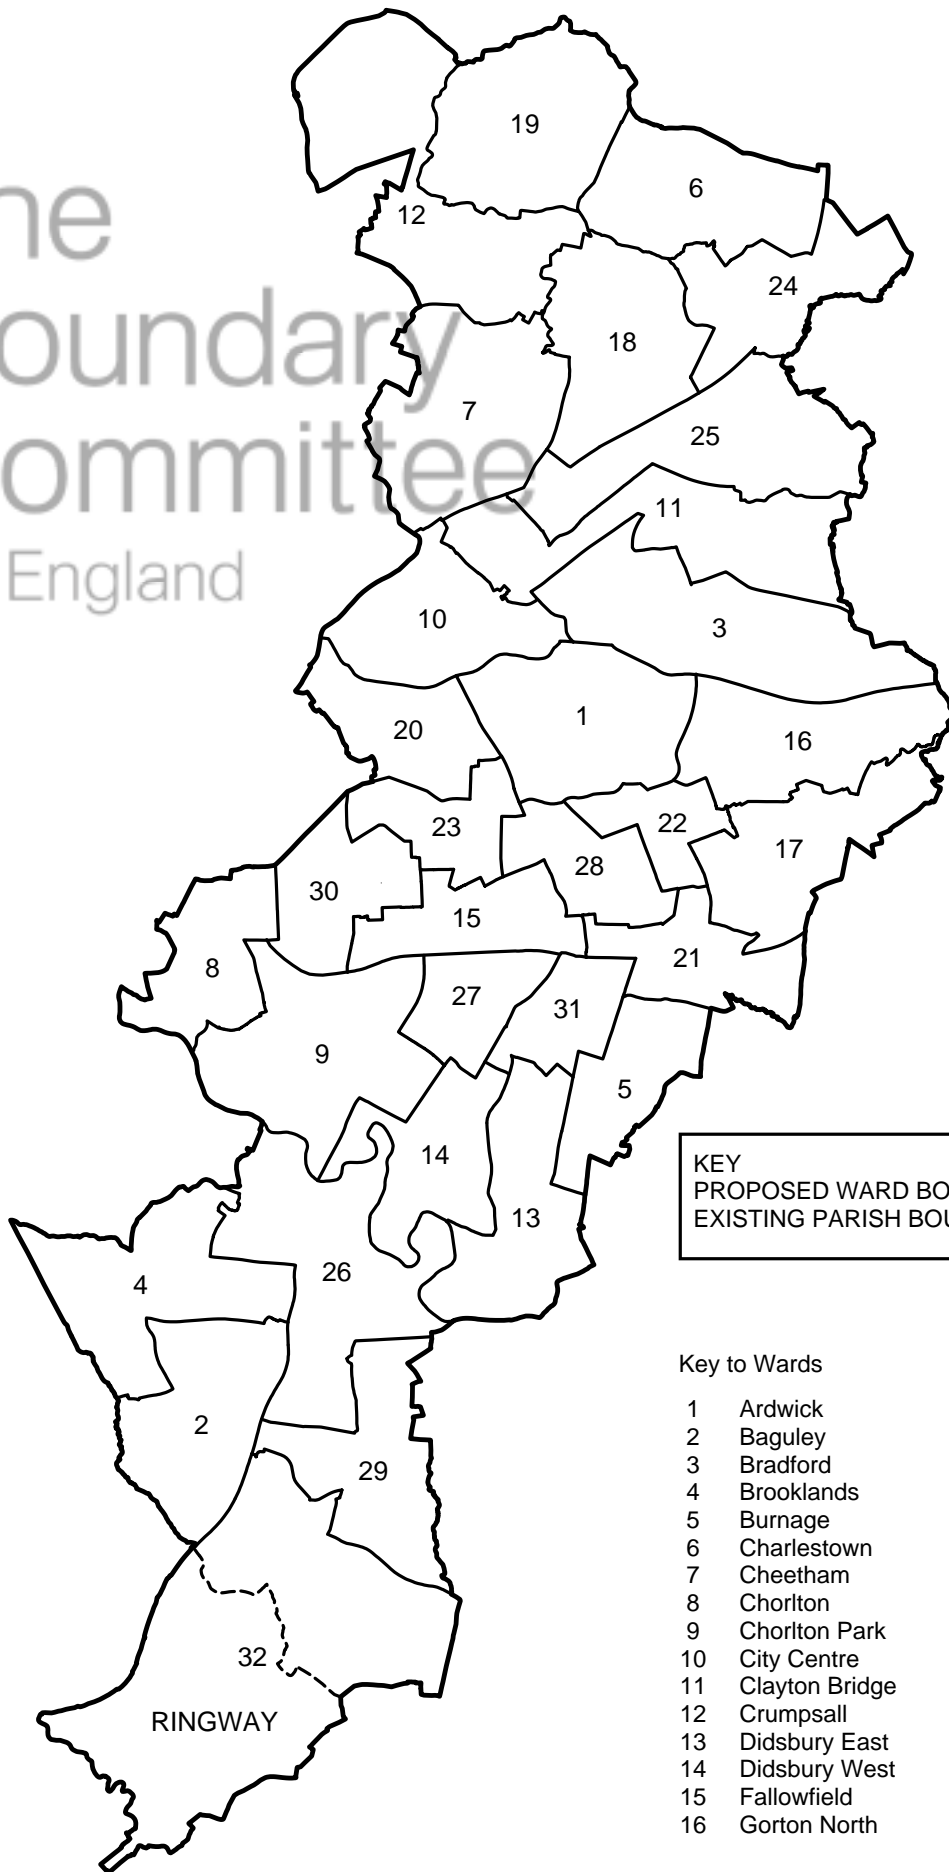 19
6
12
24
18
7
25
11
10
3
1
20
16
23
22
17
28
30
15
8
21
27
31
9
5
14
13
26
4
2
29
32
RINGWAY
England
KEY
PROPOSED WARD
EXISTING PARISH
Key to Wards
1 Ardwick
2 Baguley
3 Bradford
4 Brooklands
5 Burnage
6 Charlestown
7 Cheetham
8 Chorlton
9 Chorlton Park
10 City Centre
11 Clayton Bridge
12 Crumpsall
13 Didsbury East
14 Didsbury West
15 Fallowfield
16 Gorton North